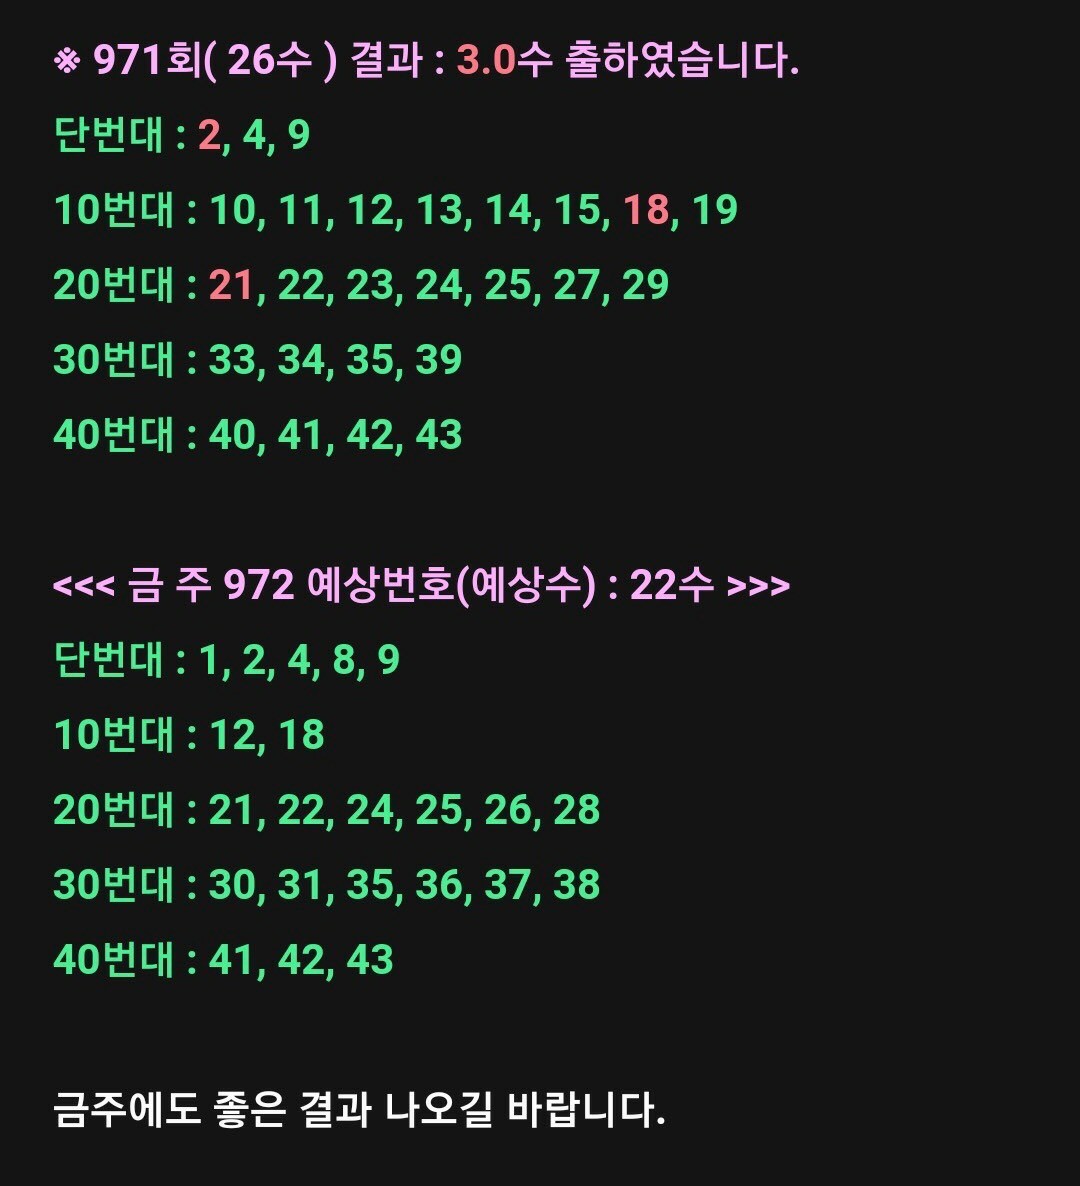 ※ 971회( 26수 ) 결과 : 3.0수 출하였습니다.
단번대 : 2, 4, 9
10번대 : 10, 11, 12, 13, 14, 15, 18, 19
20번대 : 21, 22, 23, 24, 25, 27, 29
30번대 : 33, 34, 35, 39
40번대 : 40, 41, 42, 43
<<< 금 주 972 예상번호(예상수) : 22수 >>>
단번대 : 1, 2, 4, 8, 9
10번대 : 12, 18
20번대 : 21, 22, 24, 25, 26, 28
30번대 : 30, 31, 35, 36, 37, 38
40번대 : 41, 42, 43
금주에도 좋은 결과 나오길 바랍니다.